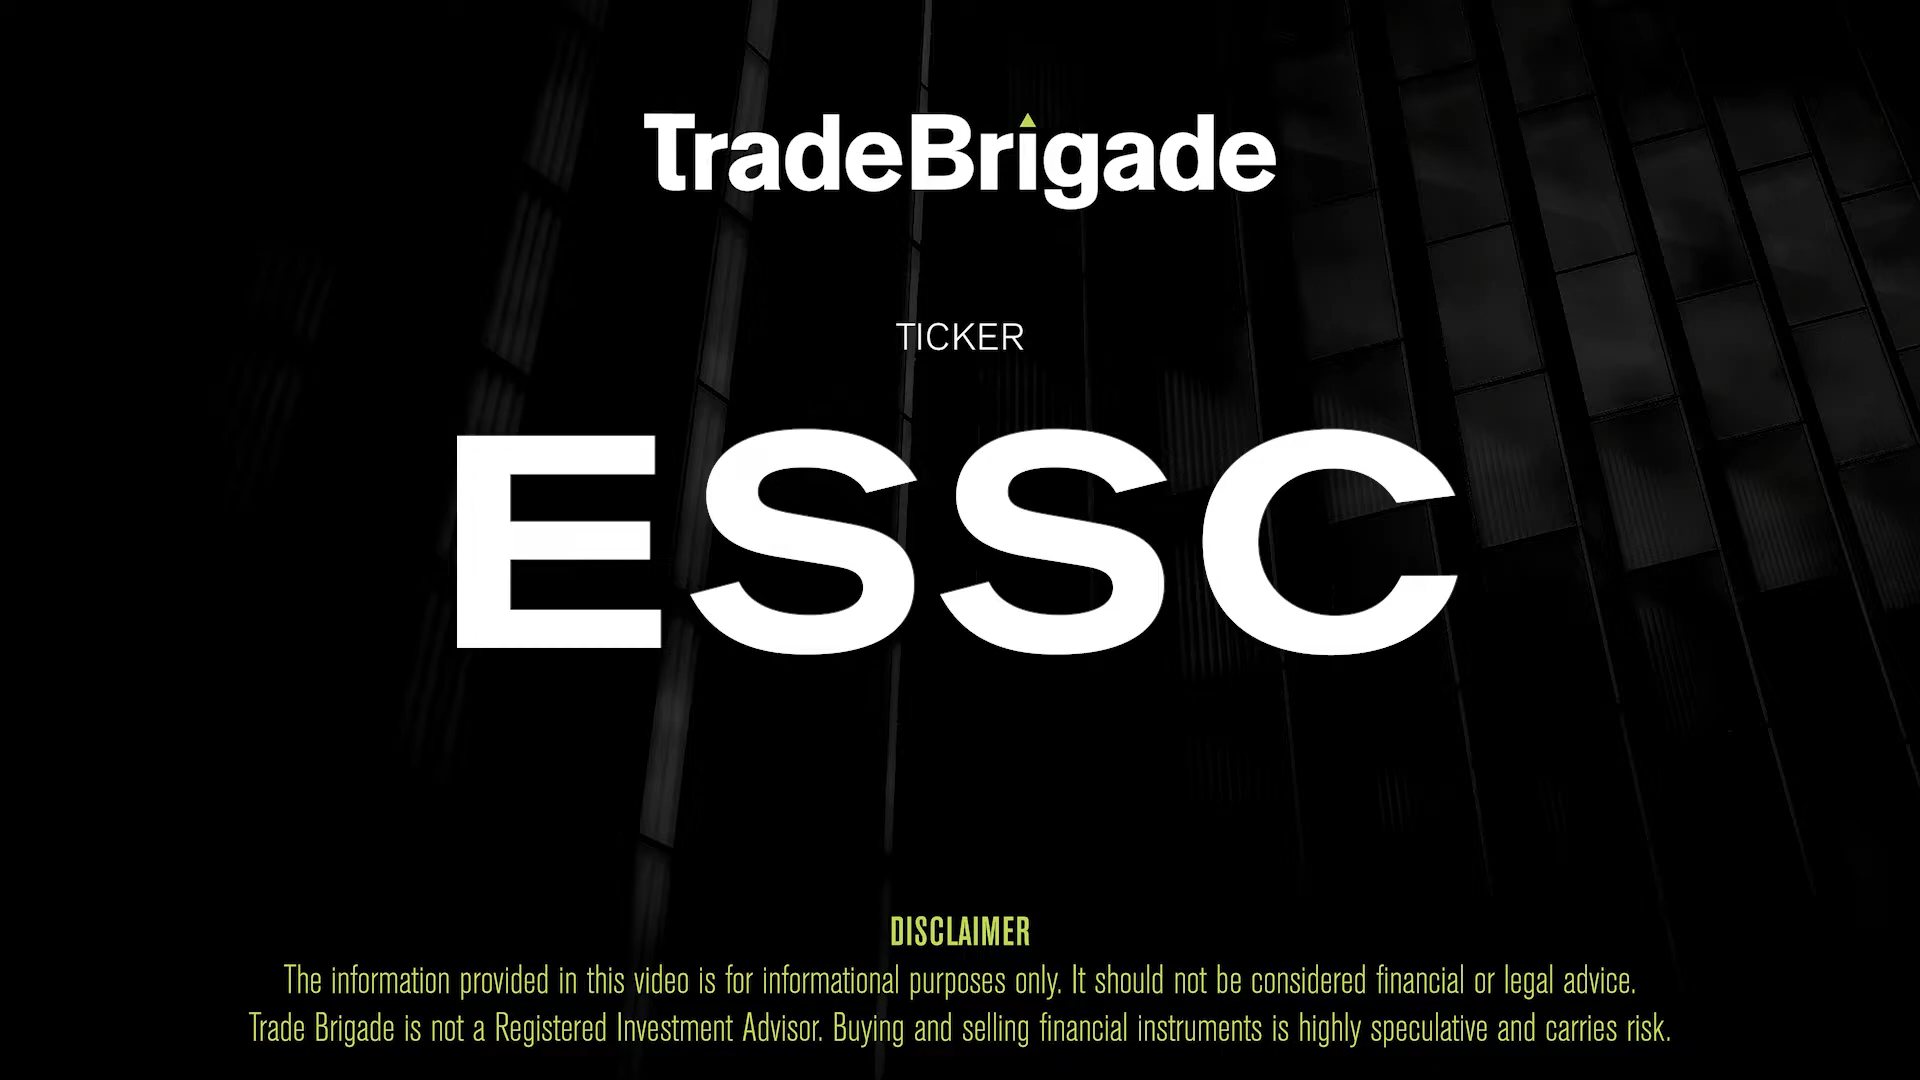 TradeBrigade
TICKER
ESSC
DISCLAIMER
The information provided in this video is for informational purposes only. It should not be considered financial or legal advice.
Trade Brigade is not a Registered Investment Advisor. Buying and selling financial instruments is highly speculative and carries risk.